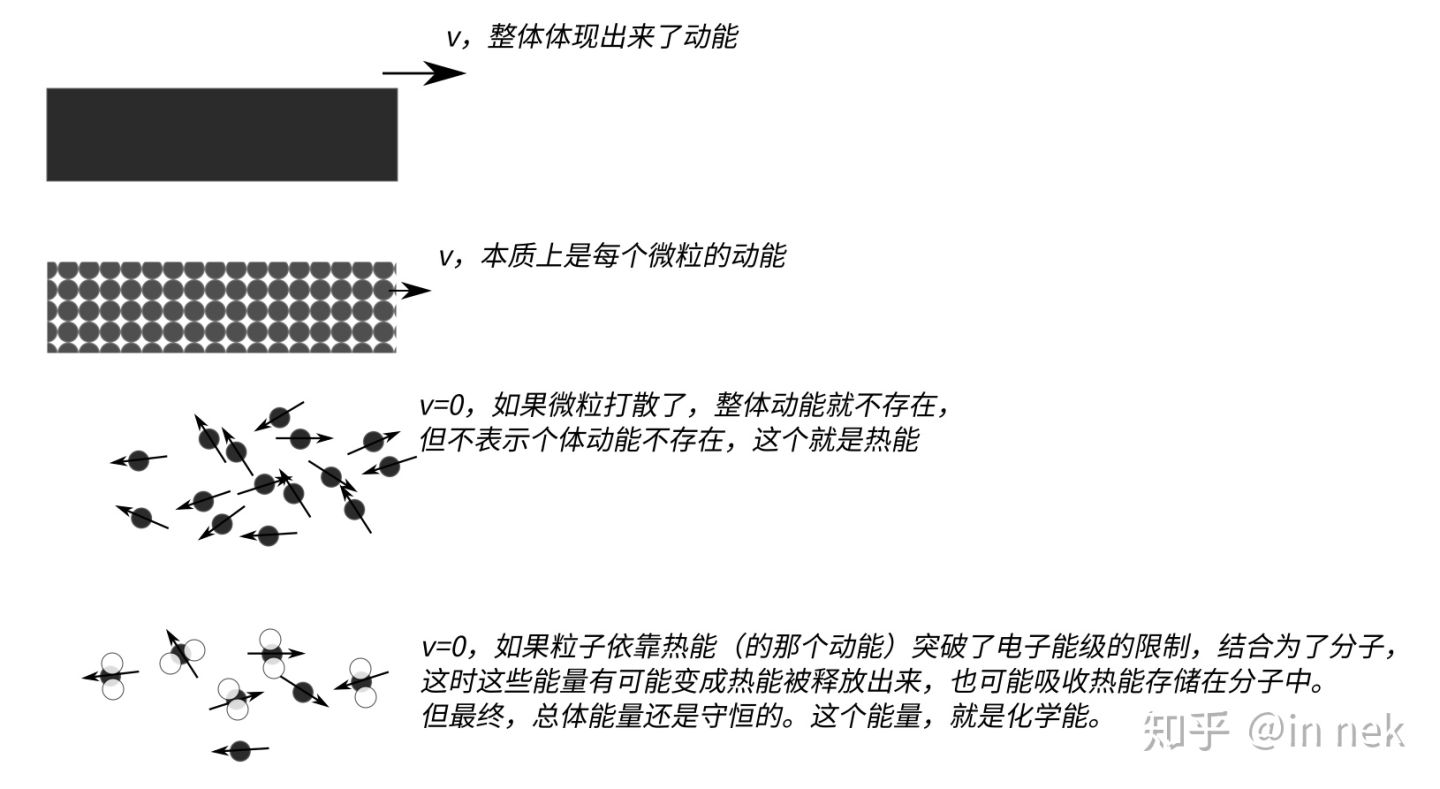 v，整体体现出来了动能
v，本质上是每个微粒的动能
v=0，如果微粒打散了，整体动能就不存在，
但不表示个体动能不存在，这个就是热能
v=0，如果粒子依靠热能（的那个动能）突破了电子能级的限制，结合为了分子，
这时这些能量有可能变成热能被释放出来，也可能吸收热能存储在分子中。
但最终，总体能量还是守恒的。这个能量，就是化学能。
知乎 @in nek